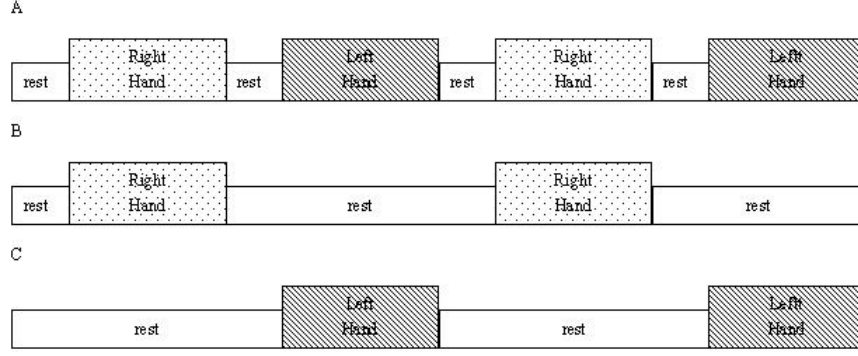 A
rest Right Hand rest Left Hand rest Right Hand rest Left Hand
B
rest Right Hand rest Right Hand rest
C
rest Left Hand rest Left Hand